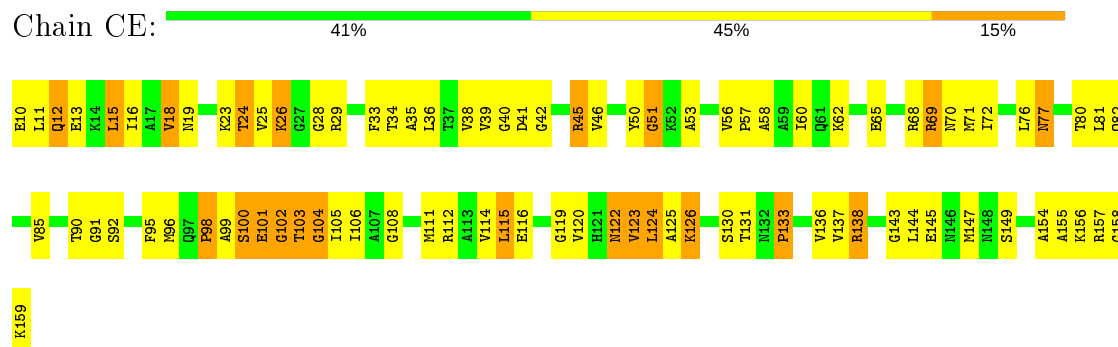 Chain CE:
41% 45% 15%
E10 L11 Q12 E13 K14 L15 I16 A17 V18 N19 K23 T24 V25 K26 G27 G28 R29 F33 T34 A35 L36 T37 V38 V39 G40 D41 G42 R45 V46 Y50 G51 K52 A53 V56 P57 A58 A59 I60 Q61 K62 E65 R68 R69 N70 M71 I72 L76 N77 T80 L81
V85 T90 G91 S92 F95 M96 Q97 P98 A99 S100 E101 G102 T103 G104 I105 I106 A107 G108 M111 R112 A113 V114 L115 E116 G119 V120 H121 N122 V123 L124 A125 K126 S130 T131 N132 P133 V136 V137 R138 G143 L144 E145 N146 M147 N148 S149 A154 A155 K156 R157
K159